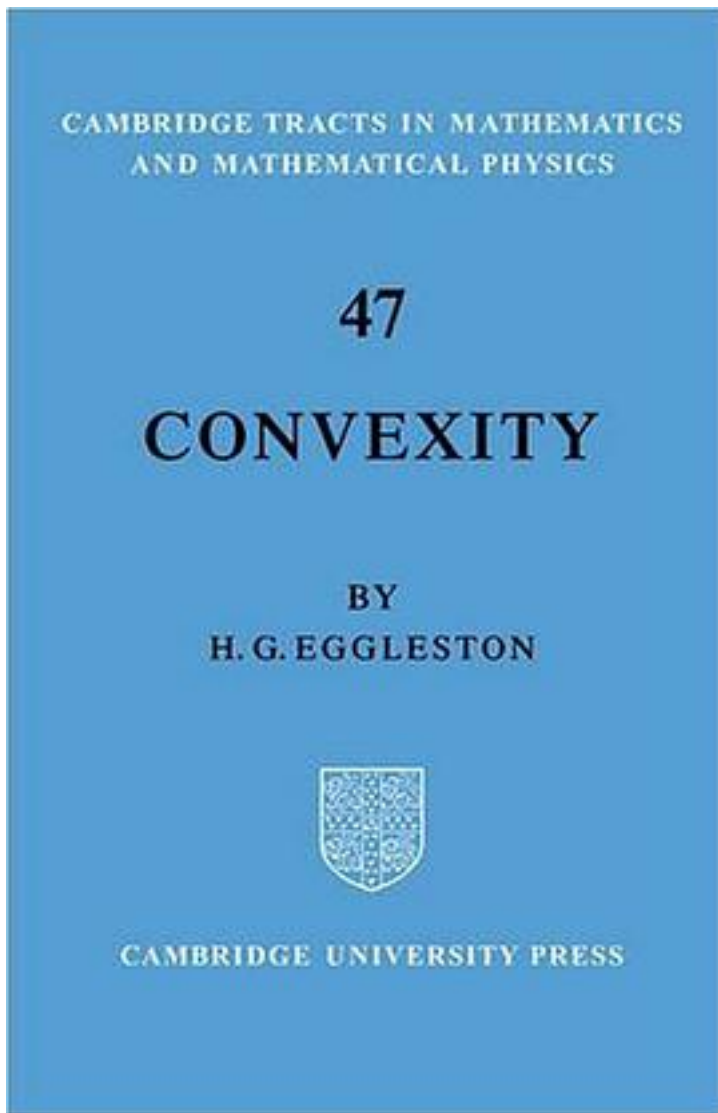 CAMBRIDGE TRACTS IN MATHEMATICS
AND MATHEMATICAL PHYSICS
47
CONVEXITY
BY
H. G. EGGLESTON
CAMBRIDGE UNIVERSITY PRESS